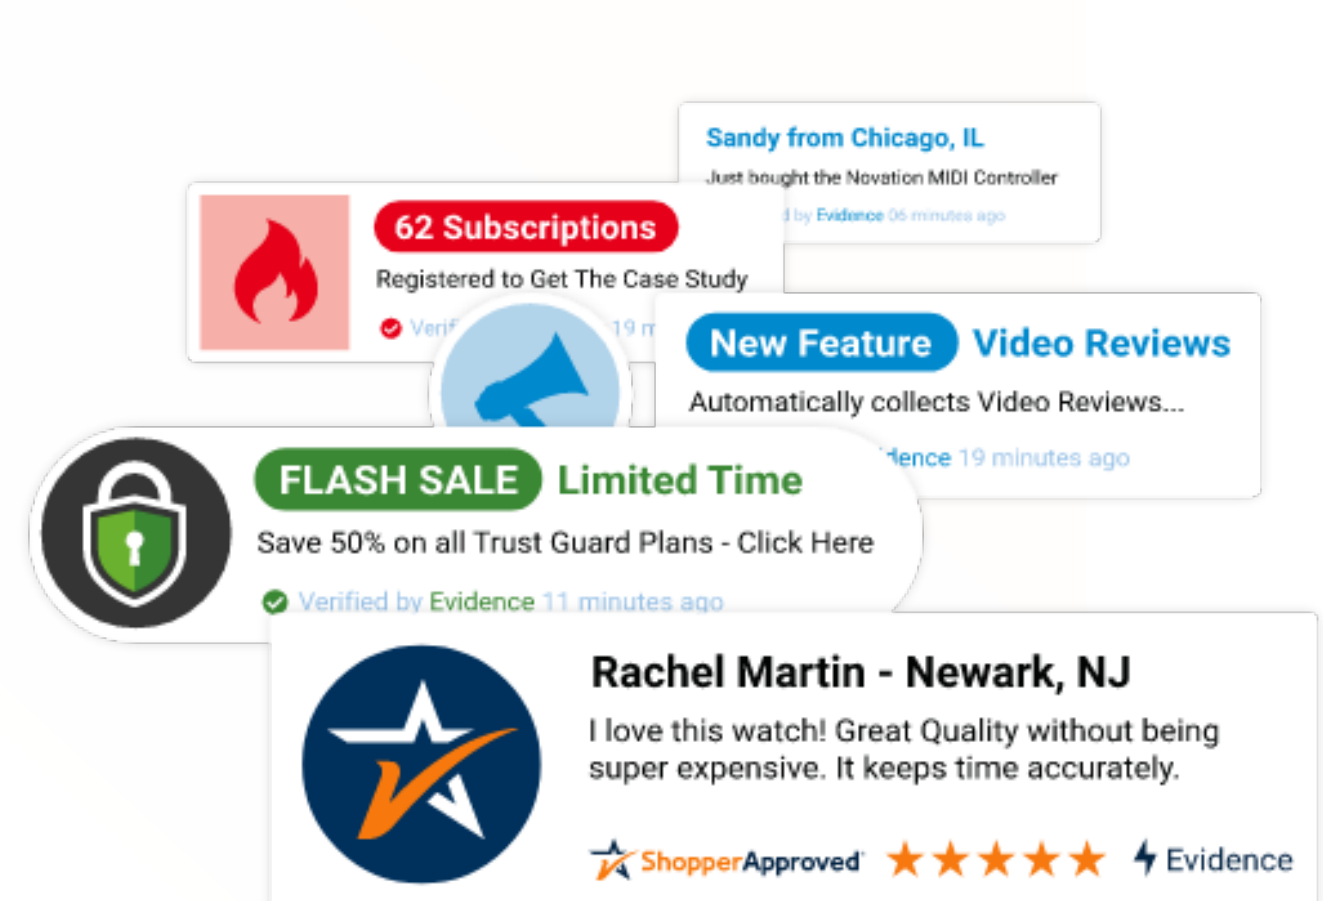 Sandy from Chicago, IL
Just bought the Novation MIDI Controller
by Evidence 06 minutes ago
62 Subscriptions
Registered to Get The Case Study
19
New Feature Video Reviews
Automatically collects Video Reviews...
dence 19 minutes ago
FLASH SALE Limited Time
Save 50% on all Trust Guard Plans - Click Here
Verified by Evidence 11 minutes ago
Rachel Martin - Newark, NJ
I love this watch! Great Quality without being
super expensive. It keeps time accurately.
ShopperApproved Evidence